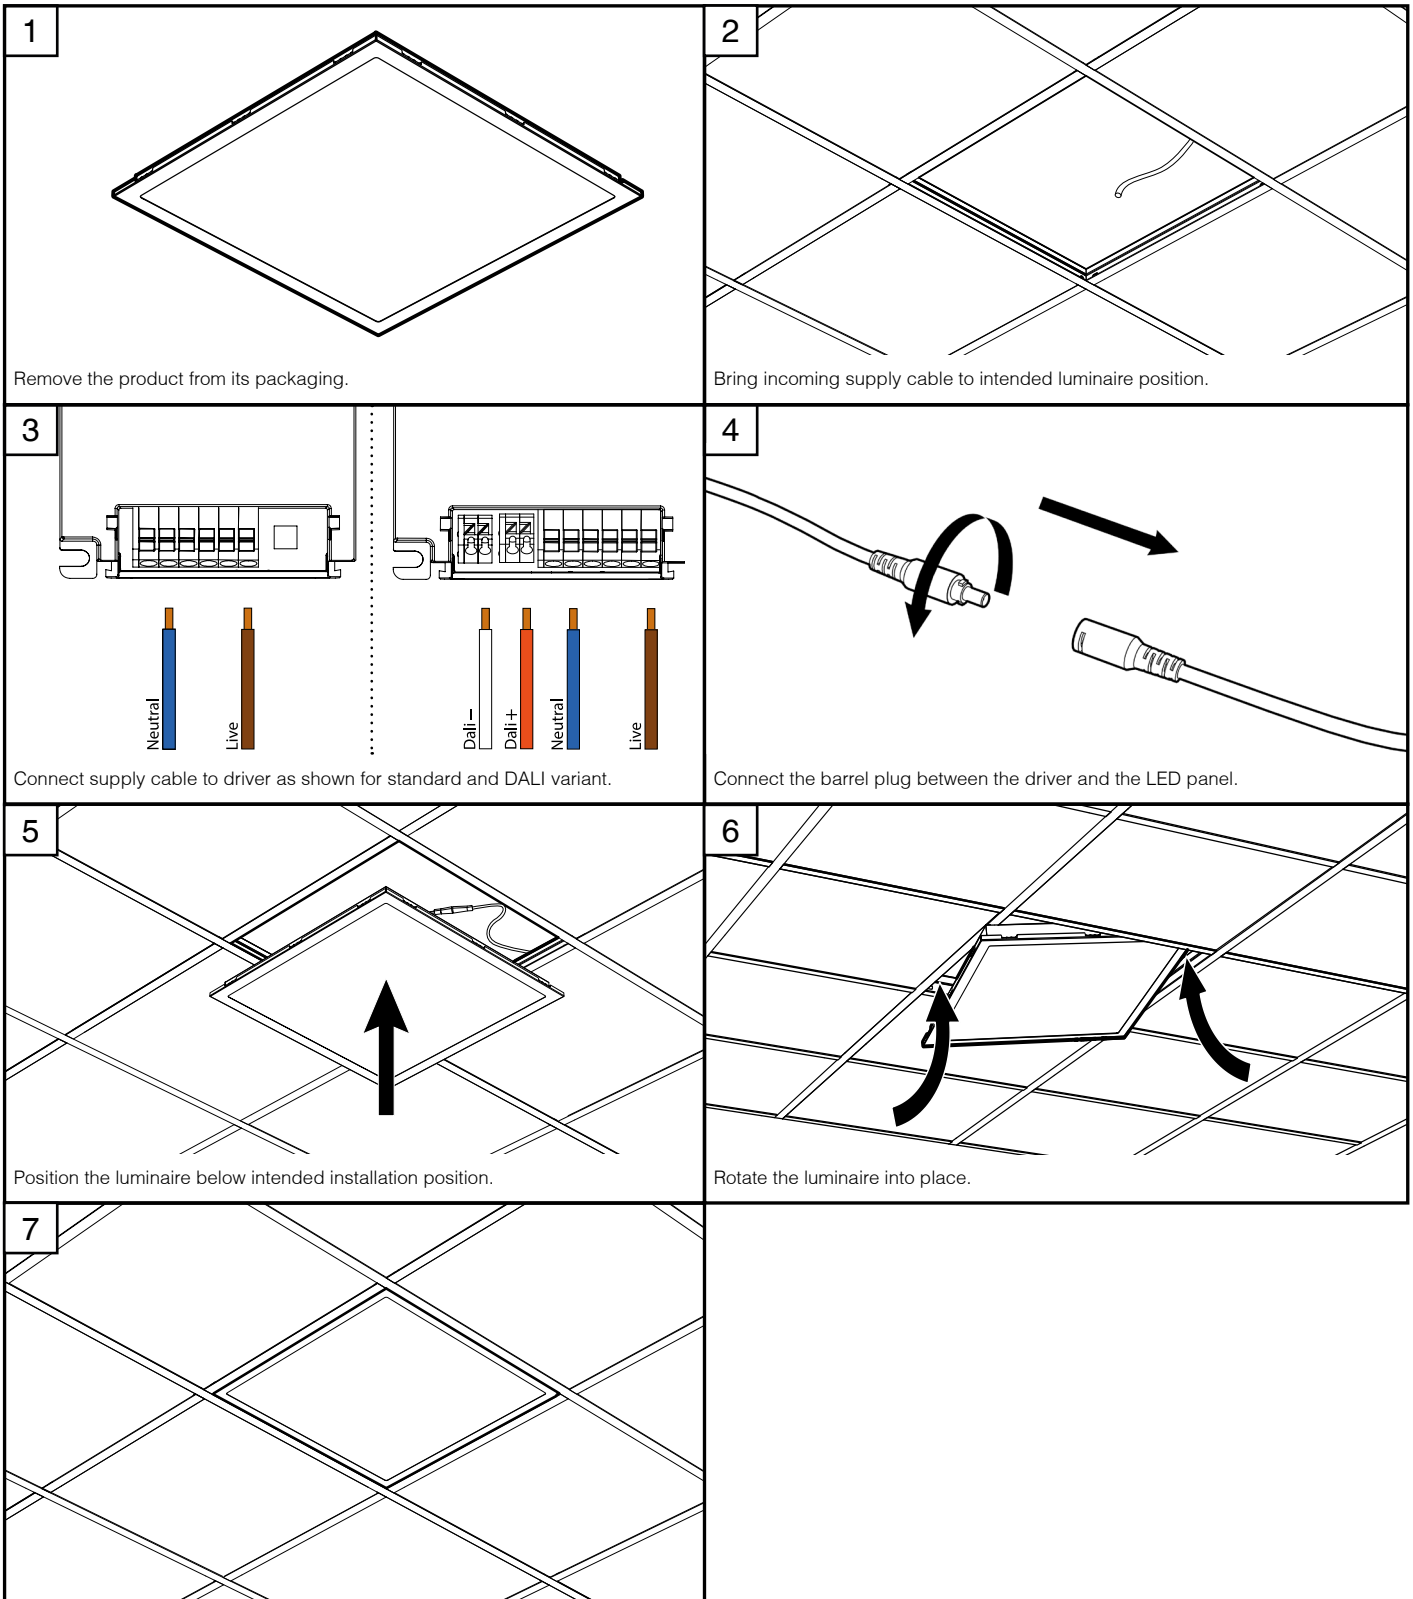 1
Remove the product from its packaging.
2
Bring incoming supply cable to intended luminaire position.
3
Neutral
Live
Dali –
Dali +
Neutral
Live
Connect supply cable to driver as shown for standard and DALI variant.
4
Connect the barrel plug between the driver and the LED panel.
5
Position the luminaire below intended installation position.
6
Rotate the luminaire into place.
7